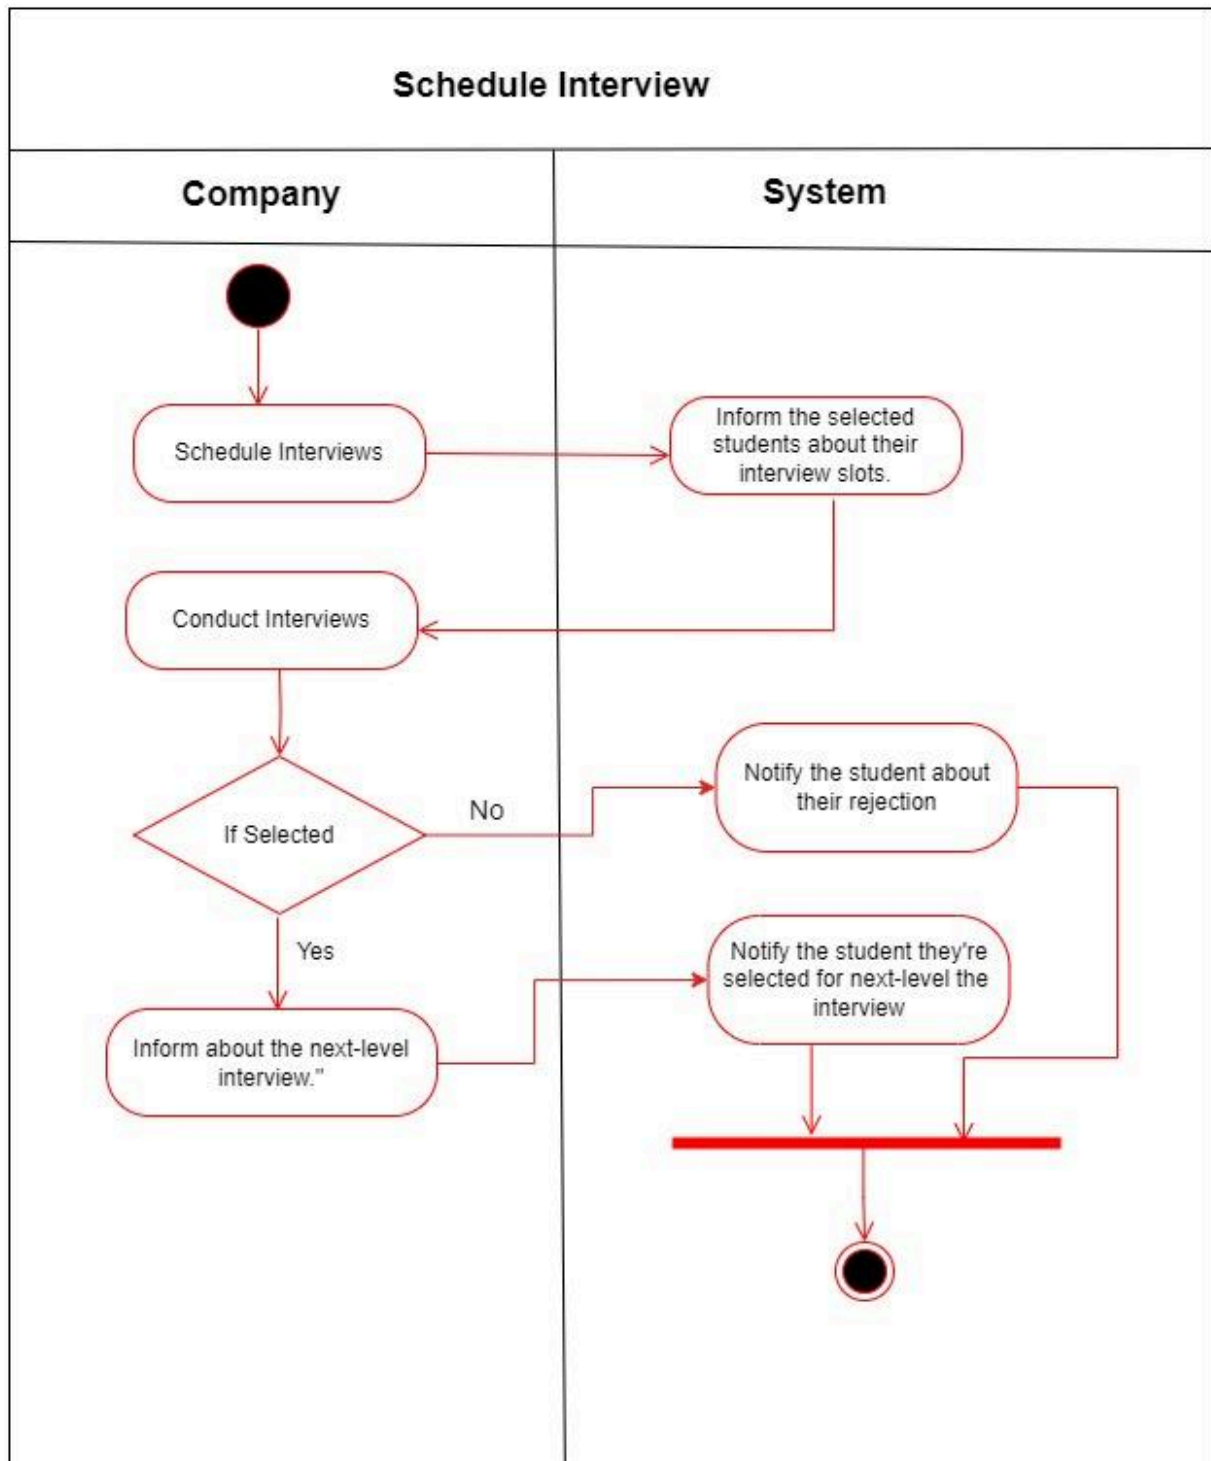 Schedule Interview
Company
System
Schedule Interviews
Inform the selected
students about their
interview slots.
Conduct Interviews
If Selected
No
Notify the student about
their rejection
Yes
Notify the student they're
selected for next-level the
interview
Inform about the next-level
interview."